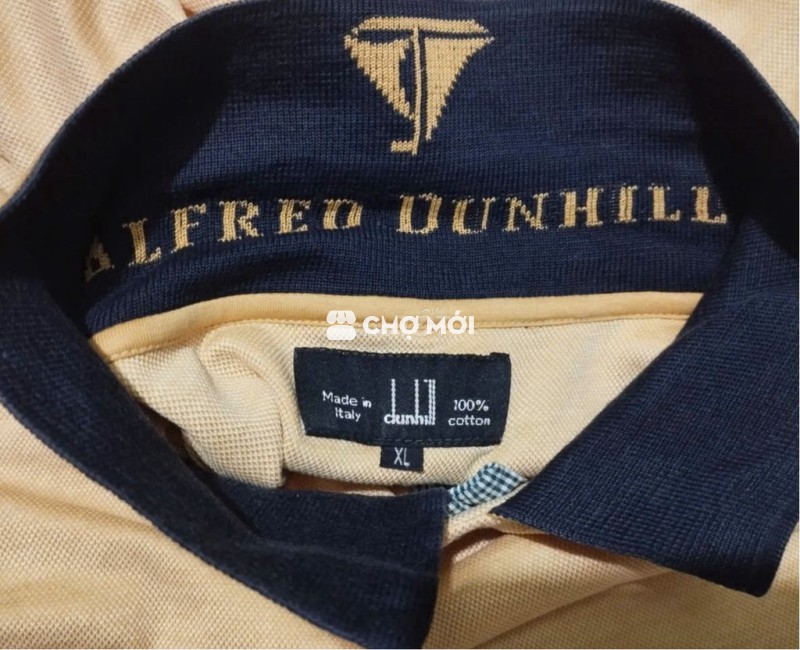 ALFRED DUNHILL
CHỢ MỚI
Made in
Italy
dunhill
100%
cotton
XL